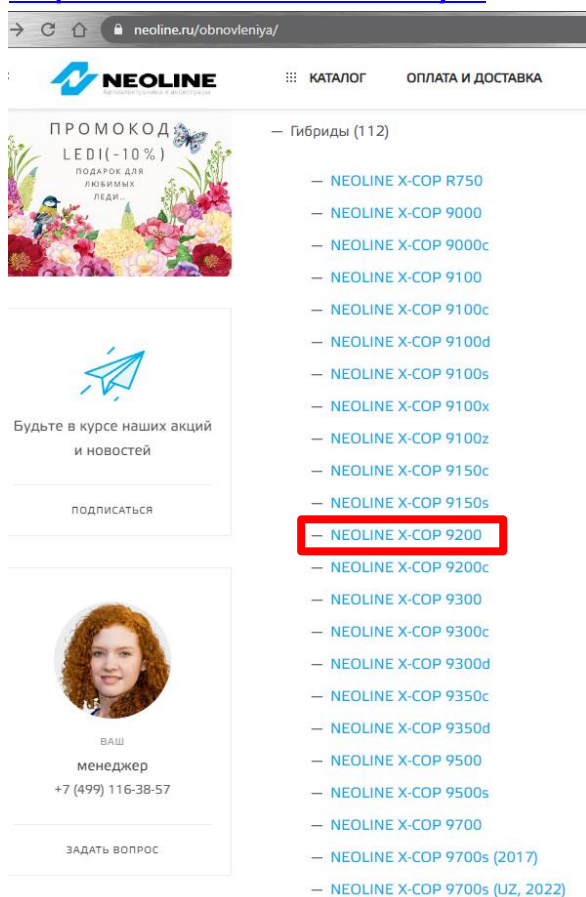 neoline.ru/obnovleniya/
NEOLINE
КАТАЛОГ
ОПЛАТА И ДОСТАВКА
ПРОМОКОД:
LEDI(-10%)
ПОДАРОК ДЛЯ
ЛЮБИМЫХ
ЛЕДИ...
Будьте в курсе наших акций
и новостей
ПОДПИСАТЬСЯ
ВАШ
менеджер
+7 (499) 116-38-57
ЗАДАТЬ ВОПРОС
— Гибриды (112)
— NEOLINE X-COP R750
— NEOLINE X-COP 9000
— NEOLINE X-COP 9000c
— NEOLINE X-COP 9100
— NEOLINE X-COP 9100c
— NEOLINE X-COP 9100d
— NEOLINE X-COP 9100s
— NEOLINE X-COP 9100x
— NEOLINE X-COP 9100z
— NEOLINE X-COP 9150c
— NEOLINE X-COP 9150s
— NEOLINE X-COP 9200
— NEOLINE X-COP 9200c
— NEOLINE X-COP 9300
— NEOLINE X-COP 9300c
— NEOLINE X-COP 9300d
— NEOLINE X-COP 9350c
— NEOLINE X-COP 9350d
— NEOLINE X-COP 9500
— NEOLINE X-COP 9500s
— NEOLINE X-COP 9700
— NEOLINE X-COP 9700s (2017)
— NEOLINE X-COP 9700s (UZ, 2022)